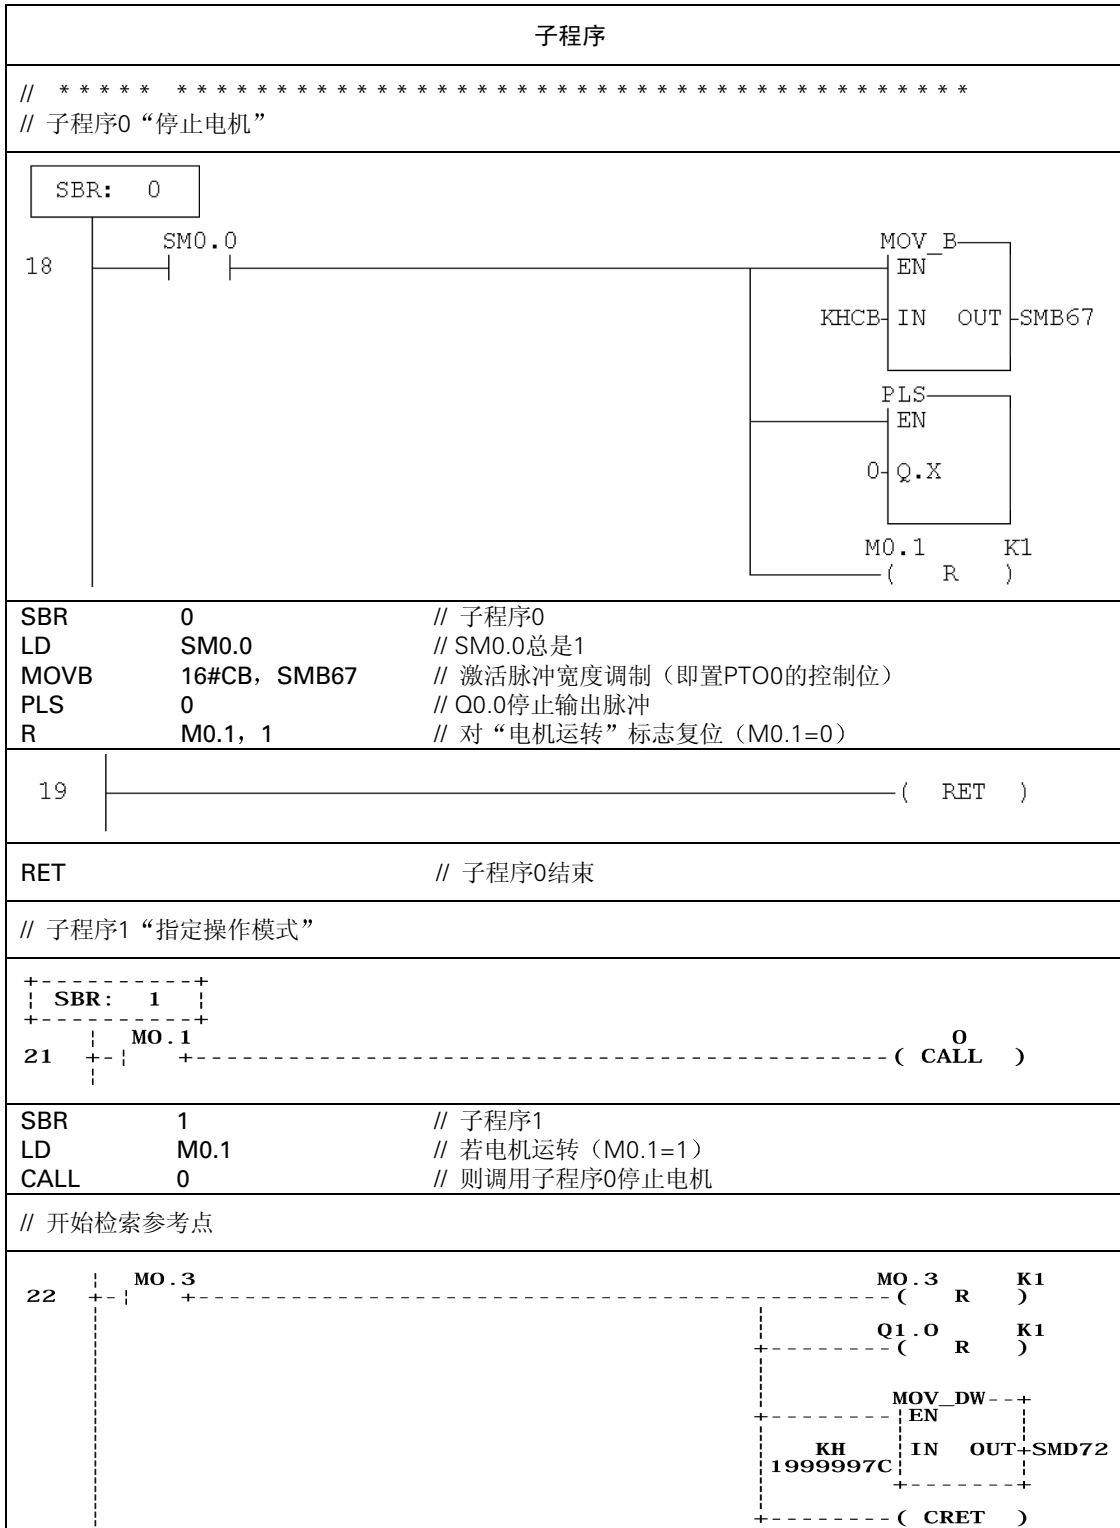 子程序
// * * * * * * * * * * * * * * * * * * * * * * * * * * * * * * * * * * * * * * * * * * * * *
// 子程序0“停止电机”
SBR: 0
SM0.0
MOV_B
18
EN
KHCB IN OUT SMB67
PLS
EN
0 Q.X
M0.1 K1
( R )
SBR 0 // 子程序0
LD SM0.0 // SM0.0总是1
MOVB 16#CB，SMB67 // 激活脉冲宽度调制（即置PTO0的控制位）
PLS 0 // Q0.0停止输出脉冲
R M0.1，1 // 对“电机运转”标志复位（M0.1=0）
19 ( RET )
RET // 子程序0结束
// 子程序1“指定操作模式”
SBR: 1
M0.1 0
21 ( CALL )
SBR 1 // 子程序1
LD M0.1 // 若电机运转（M0.1=1）
CALL 0 // 则调用子程序0停止电机
// 开始检索参考点
M0.3 M0.3 K1
22 ( R )
Q1.0 K1
( R )
MOV_DW
EN
KH IN OUT SMD72
1999997C
( CRET )